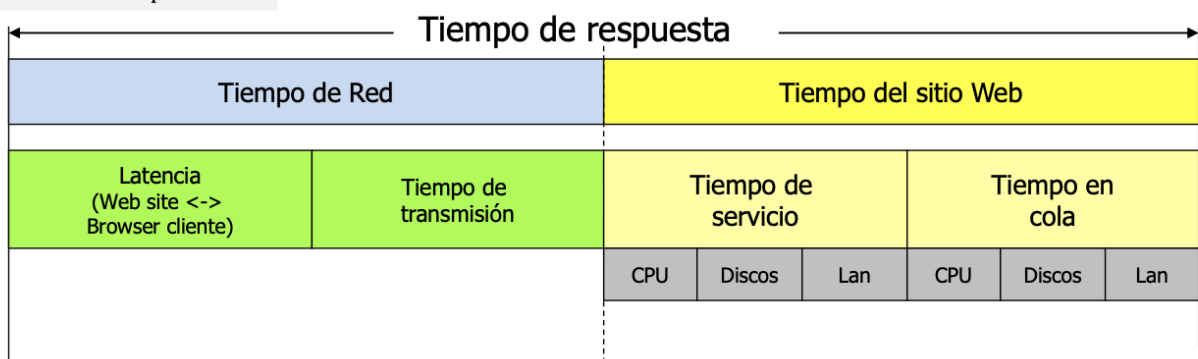 Tiempo de respuesta
Tiempo de Red
Tiempo del sitio Web
Latencia
(Web site <->
Browser cliente)
Tiempo de
transmisión
Tiempo de
servicio
Tiempo en
cola
CPU
Discos
Lan
CPU
Discos
Lan